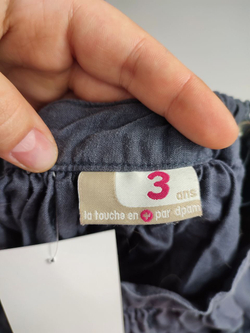 3
ans
la touche en par dpam